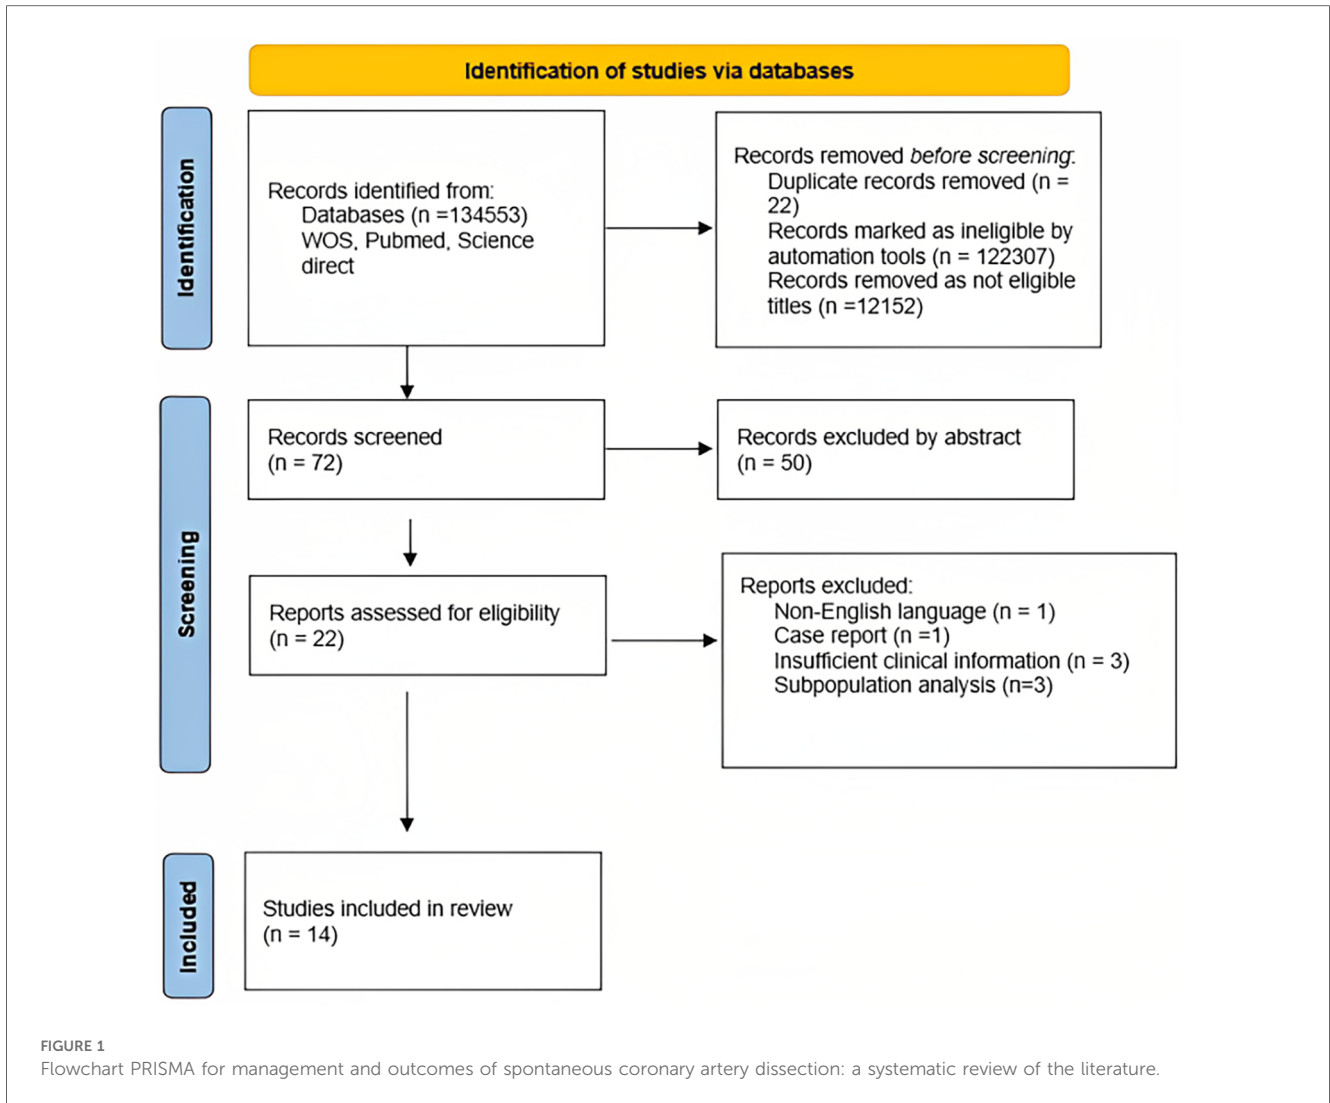 Identification of studies via databases
Identification
Records identified from:
Databases (n =134553)
WOS, Pubmed, Science
direct
Records removed before screening:
Duplicate records removed (n =
22)
Records marked as ineligible by
automation tools (n = 122307)
Records removed as not eligible
titles (n =12152)
Screening
Records screened
(n = 72)
Records excluded by abstract
(n = 50)
Reports assessed for eligibility
(n = 22)
Reports excluded:
Non-English language (n = 1)
Case report (n =1)
Insufficient clinical information (n = 3)
Subpopulation analysis (n=3)
Included
Studies included in review
(n = 14)
FIGURE 1
Flowchart PRISMA for management and outcomes of spontaneous coronary artery dissection: a systematic review of the literature.